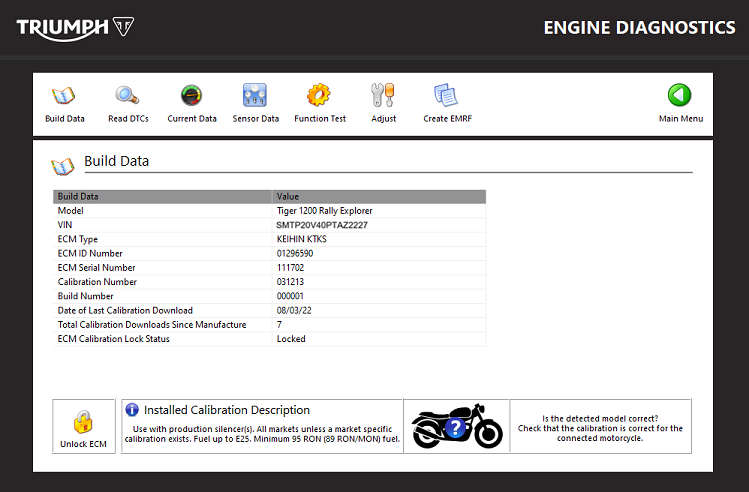 TRIUMPH
ENGINE DIAGNOSTICS
Build Data
Read DTCs
Current Data
Sensor Data
Function Test
Adjust
Create EMRF
Main Menu
Build Data
Build Data Value
Model Tiger 1200 Rally Explorer
VIN SMTP20V40PTAZ2227
ECM Type KEIHIN KTKS
ECM ID Number 01296590
ECM Serial Number 111702
Calibration Number 031213
Build Number 000001
Date of Last Calibration Download 08/03/22
Total Calibration Downloads Since Manufacture 7
ECM Calibration Lock Status Locked
Unlock ECM
Installed Calibration Description
Use with production silencer(s). All markets unless a market specific
calibration exists. Fuel up to E25. Minimum 95 RON (89 RON/MON) fuel.
?
Is the detected model correct?
Check that the calibration is correct for the
connected motorcycle.